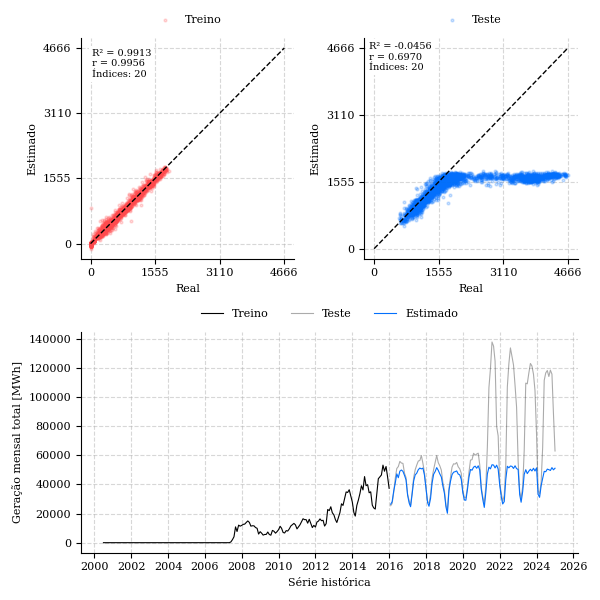 Treino
Teste
R² = 0.9913
r = 0.9956
Índices: 20
R² = -0.0456
r = 0.6970
Índices: 20
4666
3110
1555
0
Estimado
0 1555 3110 4666
Real
4666
3110
1555
0
Estimado
0 1555 3110 4666
Real
Treino Teste Estimado
140000
120000
100000
80000
60000
40000
20000
0
Geração mensal total [MWh]
2000 2002 2004 2006 2008 2010 2012 2014 2016 2018 2020 2022 2024 2026
Série histórica